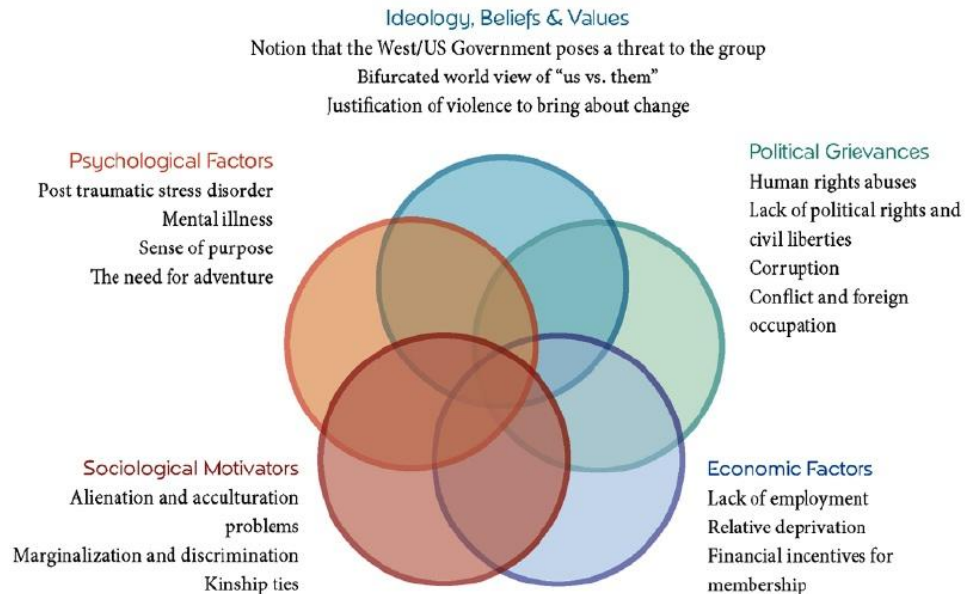 Ideology, Beliefs & Values
Notion that the West/US Government poses a threat to the group
Bifurcated world view of “us vs. them”
Justification of violence to bring about change
Psychological Factors
Post traumatic stress disorder
Mental illness
Sense of purpose
The need for adventure
Political Grievances
Human rights abuses
Lack of political rights and
civil liberties
Corruption
Conflict and foreign
occupation
Sociological Motivators
Alienation and acculturation
problems
Marginalization and discrimination
Kinship ties
Economic Factors
Lack of employment
Relative deprivation
Financial incentives for
membership